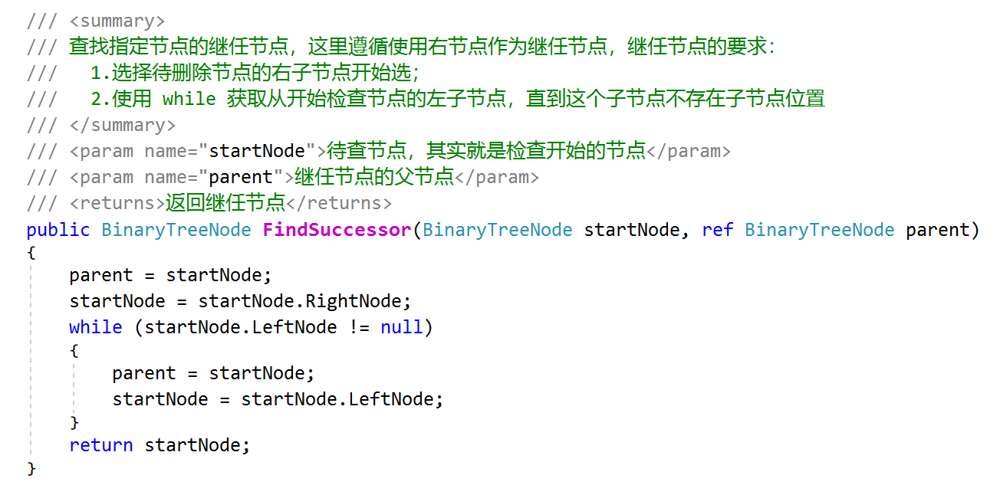 /// <summary>
/// 查找指定节点的继任节点，这里遵循使用右节点作为继任节点，继任节点的要求：
///   1.选择待删除节点的右子节点开始选；
///   2.使用 while 获取从开始检查节点的左子节点，直到这个子节点不存在子节点位置
/// </summary>
/// <param name="startNode">待查节点，其实就是检查开始的节点</param>
/// <param name="parent">继任节点的父节点</param>
/// <returns>返回继任节点</returns>
public BinaryTreeNode FindSuccessor(BinaryTreeNode startNode, ref BinaryTreeNode parent)
{
    parent = startNode;
    startNode = startNode.RightNode;
    while (startNode.LeftNode != null)
    {
        parent = startNode;
        startNode = startNode.LeftNode;
    }
    return startNode;
}